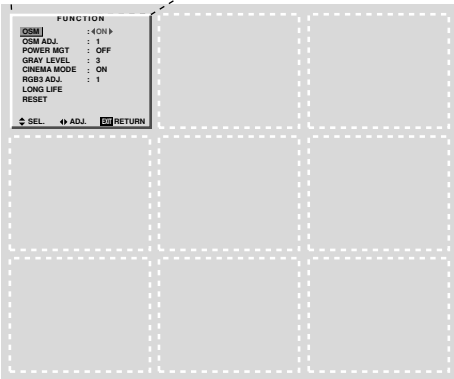 FUNCTION
OSM : ◀ON▶
OSM ADJ. : 1
POWER MGT : OFF
GRAY LEVEL : 3
CINEMA MODE : ON
RGB3 ADJ. : 1
LONG LIFE
RESET
SEL. ADJ. EXIT RETURN